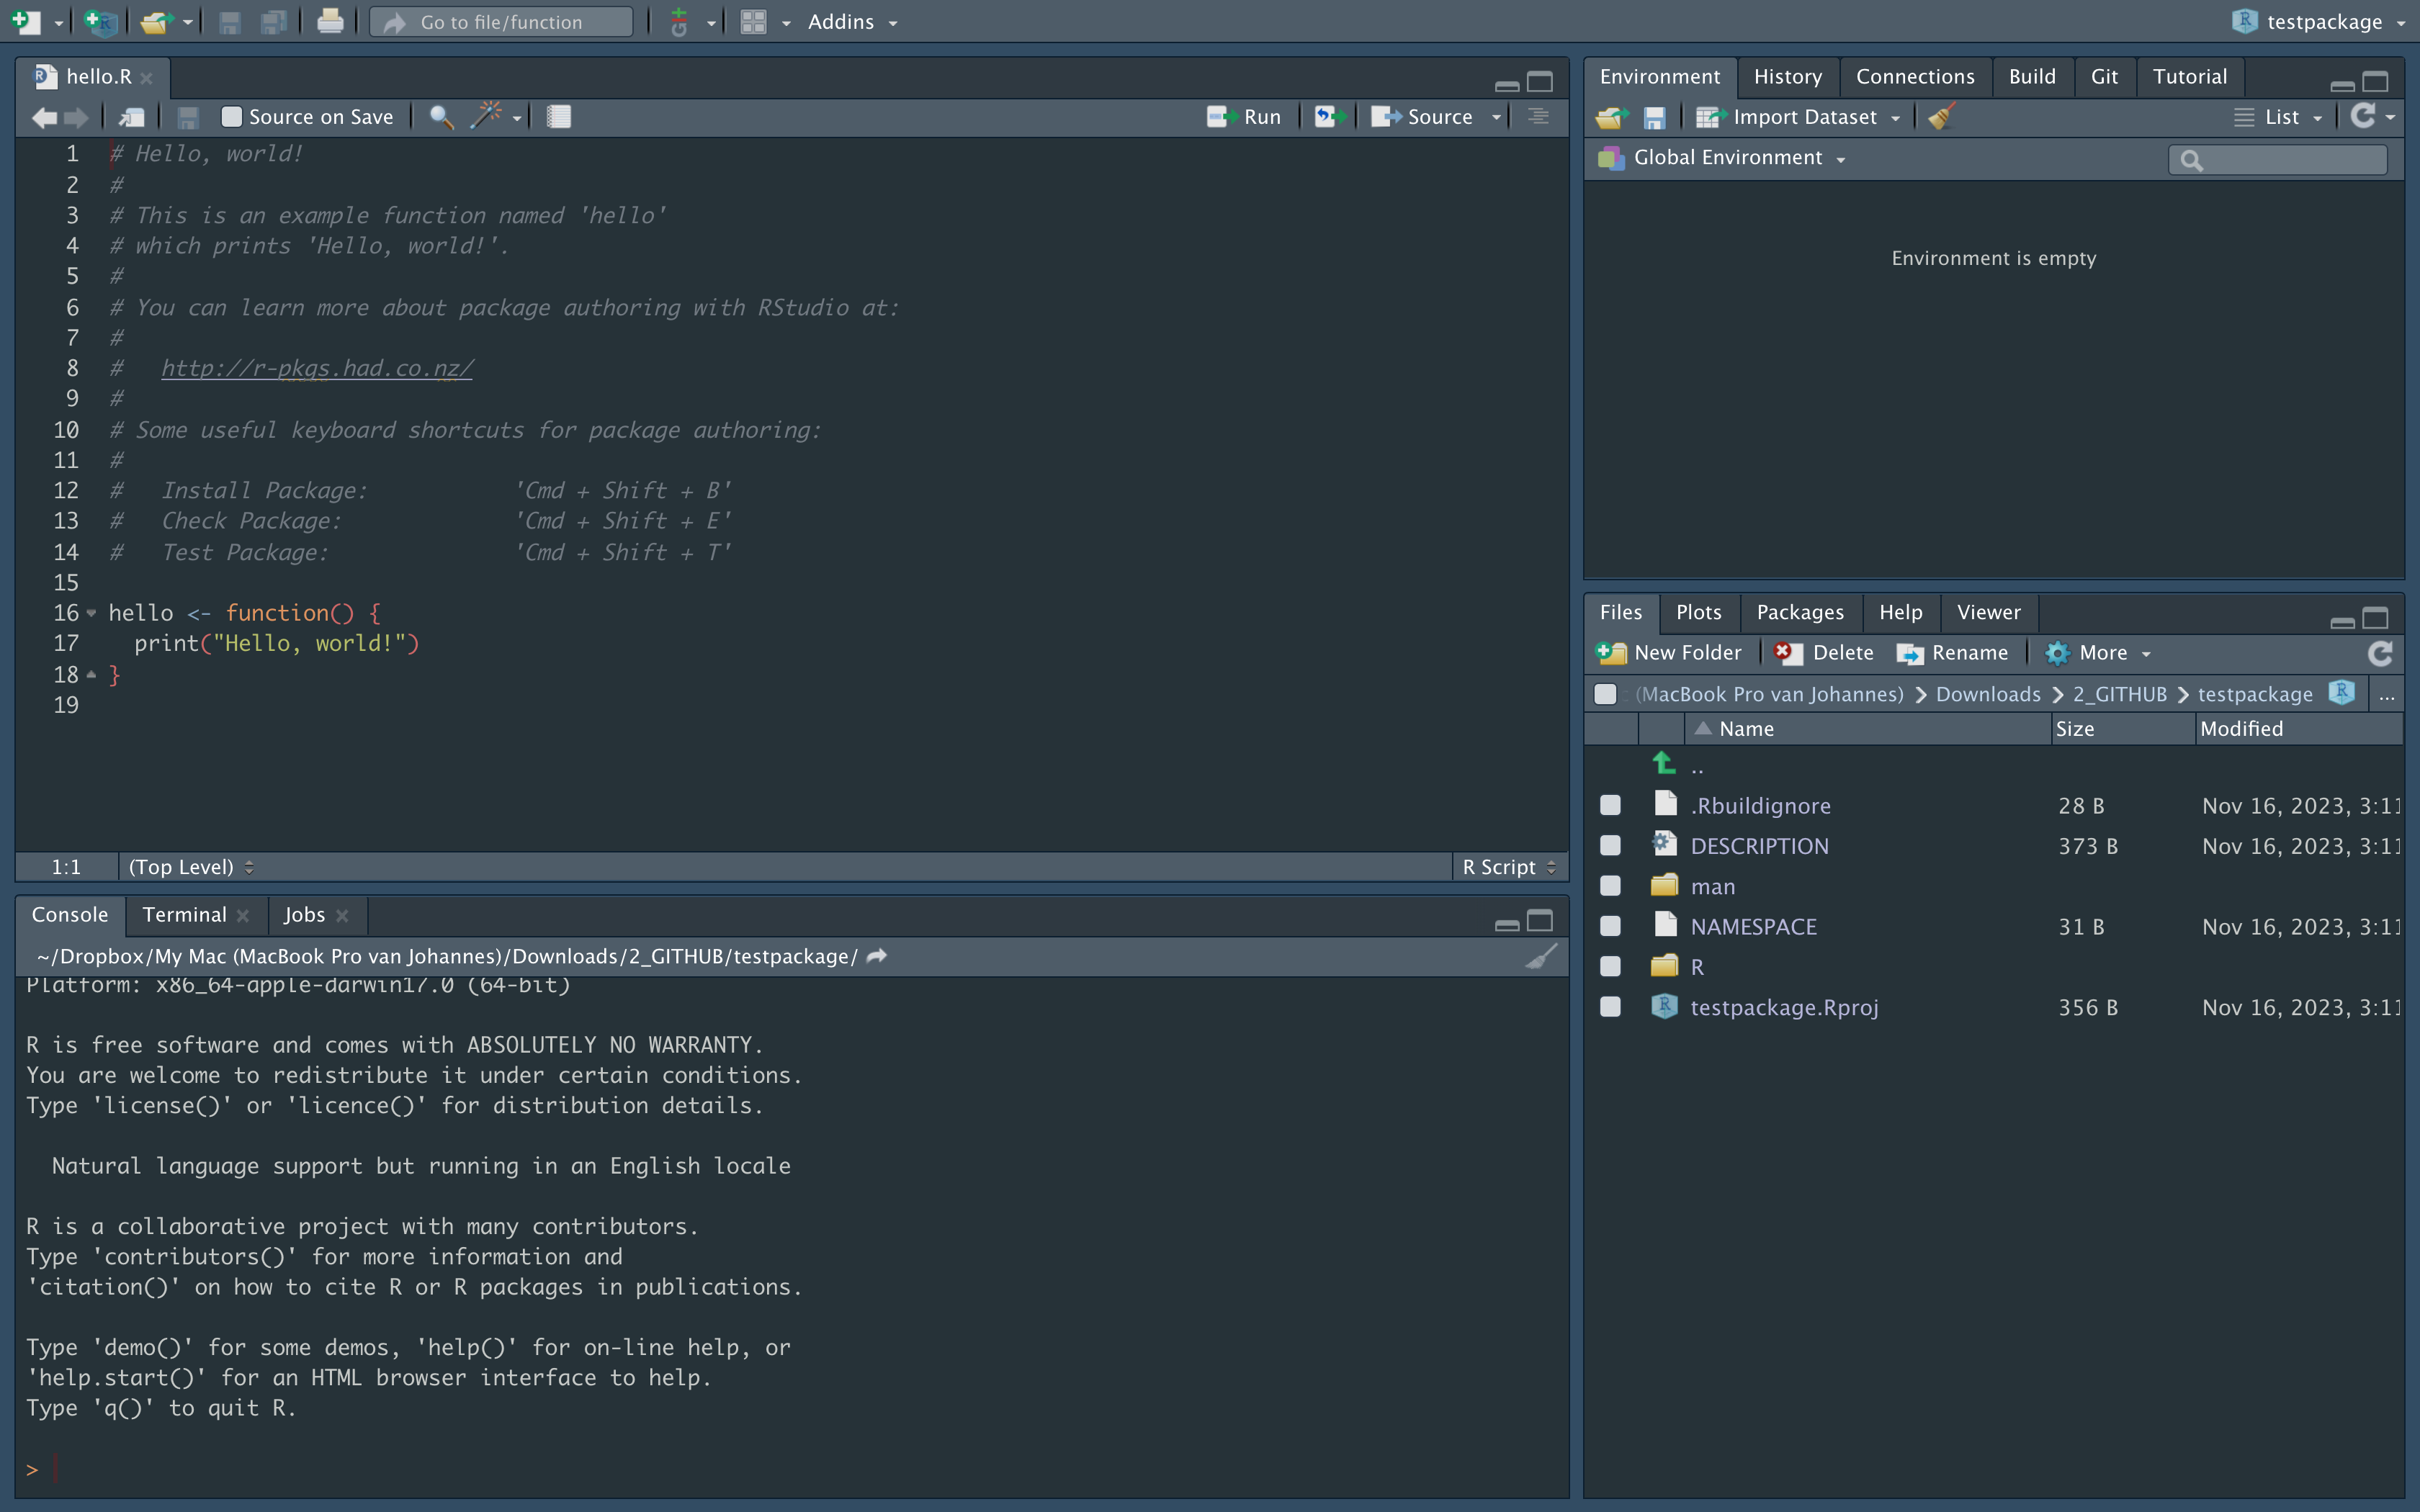 Go to file/function
Addins
testpackage
hello.R
Source on Save
Run
Source
1 # Hello, world!
2 #
3 # This is an example function named 'hello'
4 # which prints 'Hello, world!'.
5 #
6 # You can learn more about package authoring with RStudio at:
7 #
8 #   http://r-pkgs.had.co.nz/
9 #
10 # Some useful keyboard shortcuts for package authoring:
11 #
12 #   Install Package:           'Cmd + Shift + B'
13 #   Check Package:             'Cmd + Shift + E'
14 #   Test Package:              'Cmd + Shift + T'
15
16 hello <- function() {
17   print("Hello, world!")
18 }
19
1:1 (Top Level) R Script
Console Terminal Jobs
~/Dropbox/My Mac (MacBook Pro van Johannes)/Downloads/2_GITHUB/testpackage/
Platform: x86_64-apple-darwin17.0 (64-bit)
R is free software and comes with ABSOLUTELY NO WARRANTY.
You are welcome to redistribute it under certain conditions.
Type 'license()' or 'licence()' for distribution details.
Natural language support but running in an English locale
R is a collaborative project with many contributors.
Type 'contributors()' for more information and
'citation()' on how to cite R or R packages in publications.
Type 'demo()' for some demos, 'help()' for on-line help, or
'help.start()' for an HTML browser interface to help.
Type 'q()' to quit R.
>
Environment History Connections Build Git Tutorial
Import Dataset List
Global Environment
Environment is empty
Files Plots Packages Help Viewer
New Folder Delete Rename More
(MacBook Pro van Johannes) Downloads 2_GITHUB testpackage ...
Name Size Modified
..
.Rbuildignore 28 B Nov 16, 2023, 3:11
DESCRIPTION 373 B Nov 16, 2023, 3:11
man
NAMESPACE 31 B Nov 16, 2023, 3:11
R
testpackage.Rproj 356 B Nov 16, 2023, 3:11